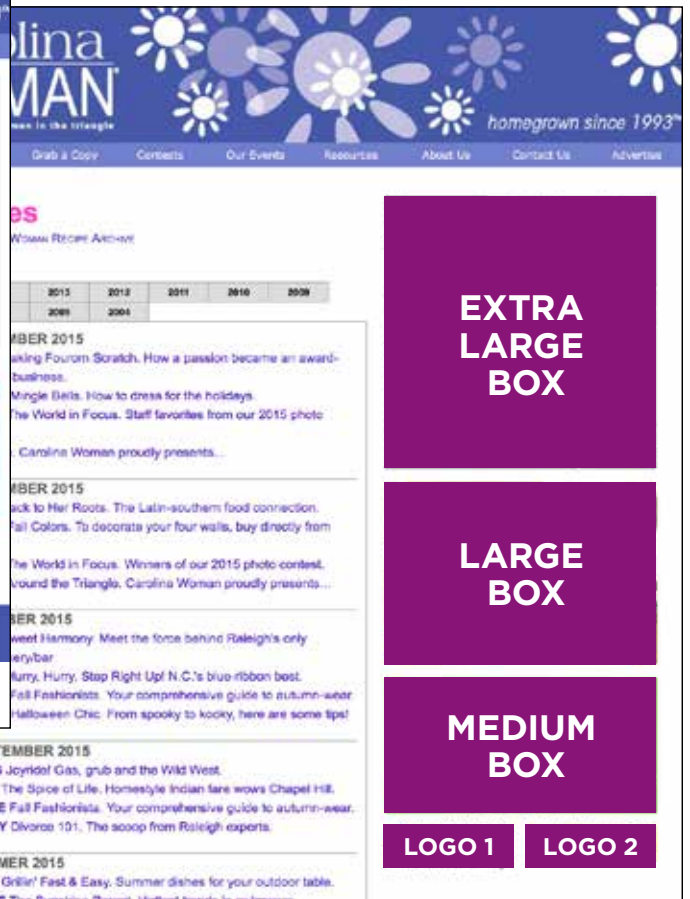 lina
MAN
men in the triangle
homegrown since 1993™
Grab a Copy Contests Our Events Resources About Us Contact Us Advertise
es
WOMAN RECIPE ARCHIVE
2013 2012 2011 2010 2009
2005 2004
MBER 2015
aking Fourom Scratch. How a passion became an award-
business.
Mingle Bells. How to dress for the holidays.
The World in Focus. Staff favorites from our 2015 photo
. Carolina Woman proudly presents...
MBER 2015
ack to Her Roots. The Latin-southern food connection.
Fall Colors. To decorate your four walls, buy directly from
The World in Focus. Winners of our 2015 photo contest.
Around the Triangle. Carolina Woman proudly presents...
BER 2015
weet Harmony. Meet the force behind Raleigh's only
ery/bar
Hurry, Hurry, Step Right Up! N.C.'s blue-ribbon best.
Fall Fashionista. Your comprehensive guide to autumn-wear
Halloween Chic. From spooky to kooky, here are some tips!
TEMBER 2015
Joyride! Gas, grub and the Wild West.
The Spice of Life. Homestyle Indian fare wows Chapel Hill.
E Fall Fashionista. Your comprehensive guide to autumn-wear.
Y Divorce 101. The scoop from Raleigh experts.
MER 2015
Grillin' Fast & Easy. Summer dishes for your outdoor table.
EXTRA
LARGE
BOX
LARGE
BOX
MEDIUM
BOX
LOGO 1 LOGO 2